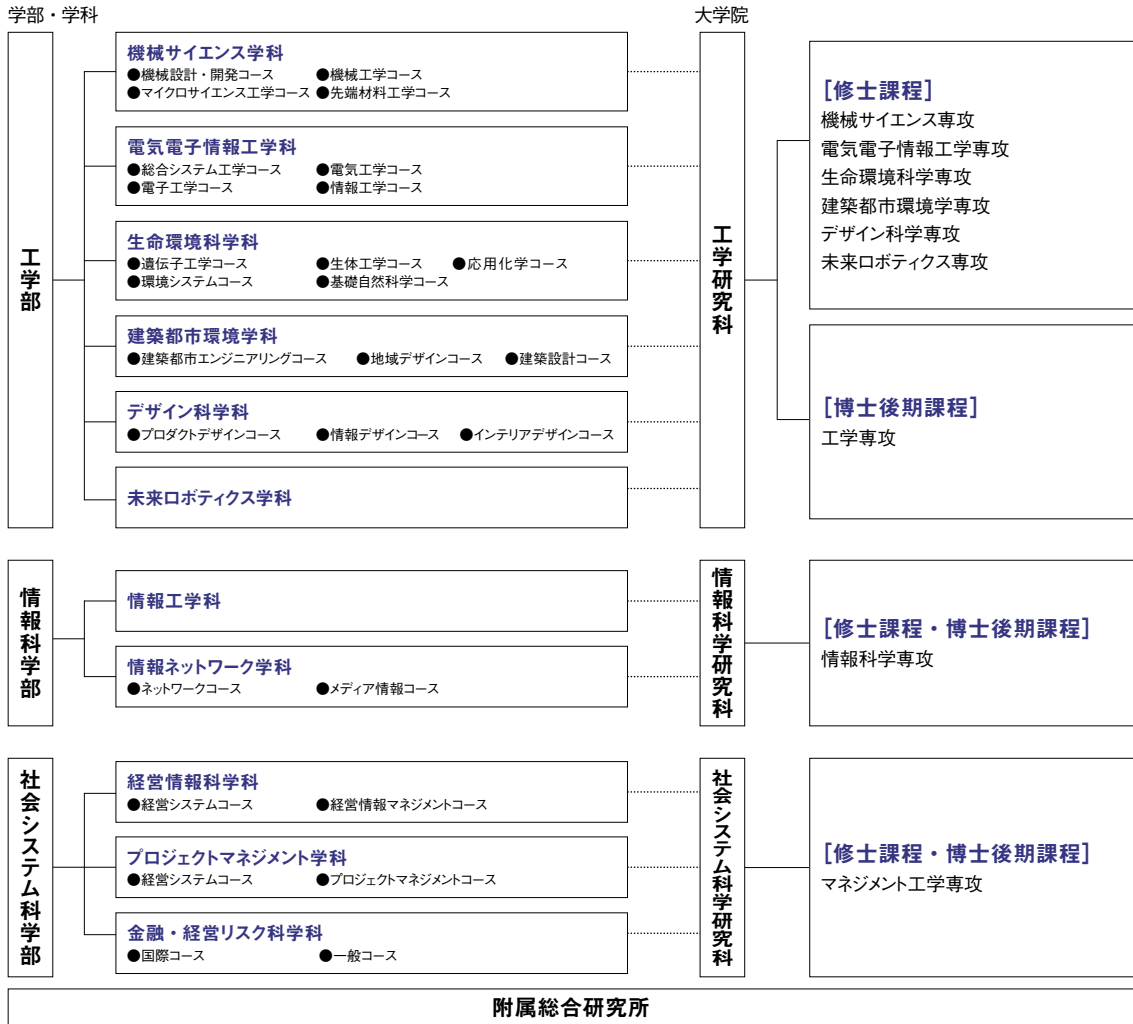 学部・学科
大学院
工学部
機械サイエンス学科
●機械設計・開発コース ●機械工学コース
●マイクロサイエンス工学コース ●先端材料工学コース
電気電子情報工学科
●総合システム工学コース ●電気工学コース
●電子工学コース ●情報工学コース
生命環境科学科
●遺伝子工学コース ●生体工学コース ●応用化学コース
●環境システムコース ●基礎自然科学コース
建築都市環境学科
●建築都市エンジニアリングコース ●地域デザインコース ●建築設計コース
デザイン科学科
●プロダクトデザインコース ●情報デザインコース ●インテリアデザインコース
未来ロボティクス学科
工学研究科
[修士課程]
機械サイエンス専攻
電気電子情報工学専攻
生命環境科学専攻
建築都市環境学専攻
デザイン科学専攻
未来ロボティクス専攻
[博士後期課程]
工学専攻
情報科学部
情報工学科
情報ネットワーク学科
●ネットワークコース ●メディア情報コース
情報科学研究科
[修士課程・博士後期課程]
情報科学専攻
社会システム科学部
経営情報科学科
●経営システムコース ●経営情報マネジメントコース
プロジェクトマネジメント学科
●経営システムコース ●プロジェクトマネジメントコース
金融・経営リスク科学科
●国際コース ●一般コース
社会システム科学研究科
[修士課程・博士後期課程]
マネジメント工学専攻
附属総合研究所